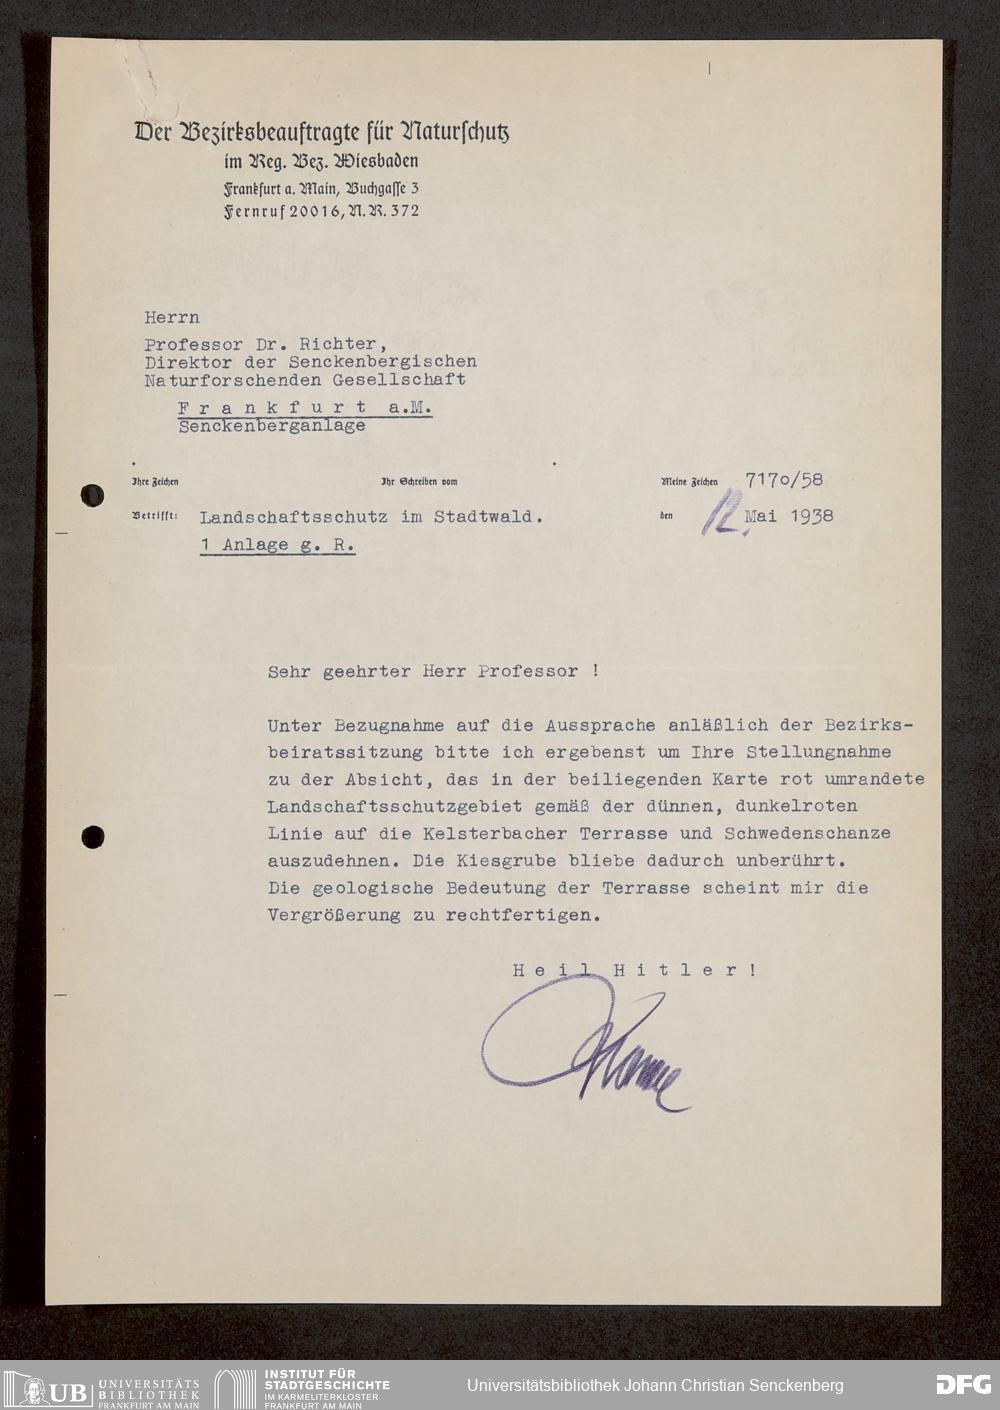 Der Bezirksbeauftragte für Naturschutz
im Reg. Bez. Wiesbaden
Frankfurt a. Main, Buchgasse 3
Fernruf 20016, N. R. 372
Herrn
Professor Dr. Richter,
Direktor der Senckenbergischen
Naturforschenden Gesellschaft
Frankfurt a.M.
Senckenberganlage
Ihre Zeichen Ihr Schreiben vom Meine Zeichen 7170/58
Betrifft: Landschaftsschutz im Stadtwald. den 12. Mai 1938
1 Anlage g. R.
Sehr geehrter Herr Professor !
Unter Bezugnahme auf die Aussprache anläßlich der Bezirks-
beiratssitzung bitte ich ergebenst um Ihre Stellungnahme
zu der Absicht, das in der beiliegenden Karte rot umrandete
Landschaftsschutzgebiet gemäß der dünnen, dunkelroten
Linie auf die Kelsterbacher Terrasse und Schwedenschanze
auszudehnen. Die Kiesgrube bliebe dadurch unberührt.
Die geologische Bedeutung der Terrasse scheint mir die
Vergrößerung zu rechtfertigen.
Heil Hitler!
UB UNIVERSITÄTS
BIBLIOTHEK
FRANKFURT AM MAIN
INSTITUT FÜR
STADTGESCHICHTE
IM KARMELITERKLOSTER
FRANKFURT AM MAIN
Universitätsbibliothek Johann Christian Senckenberg
DFG